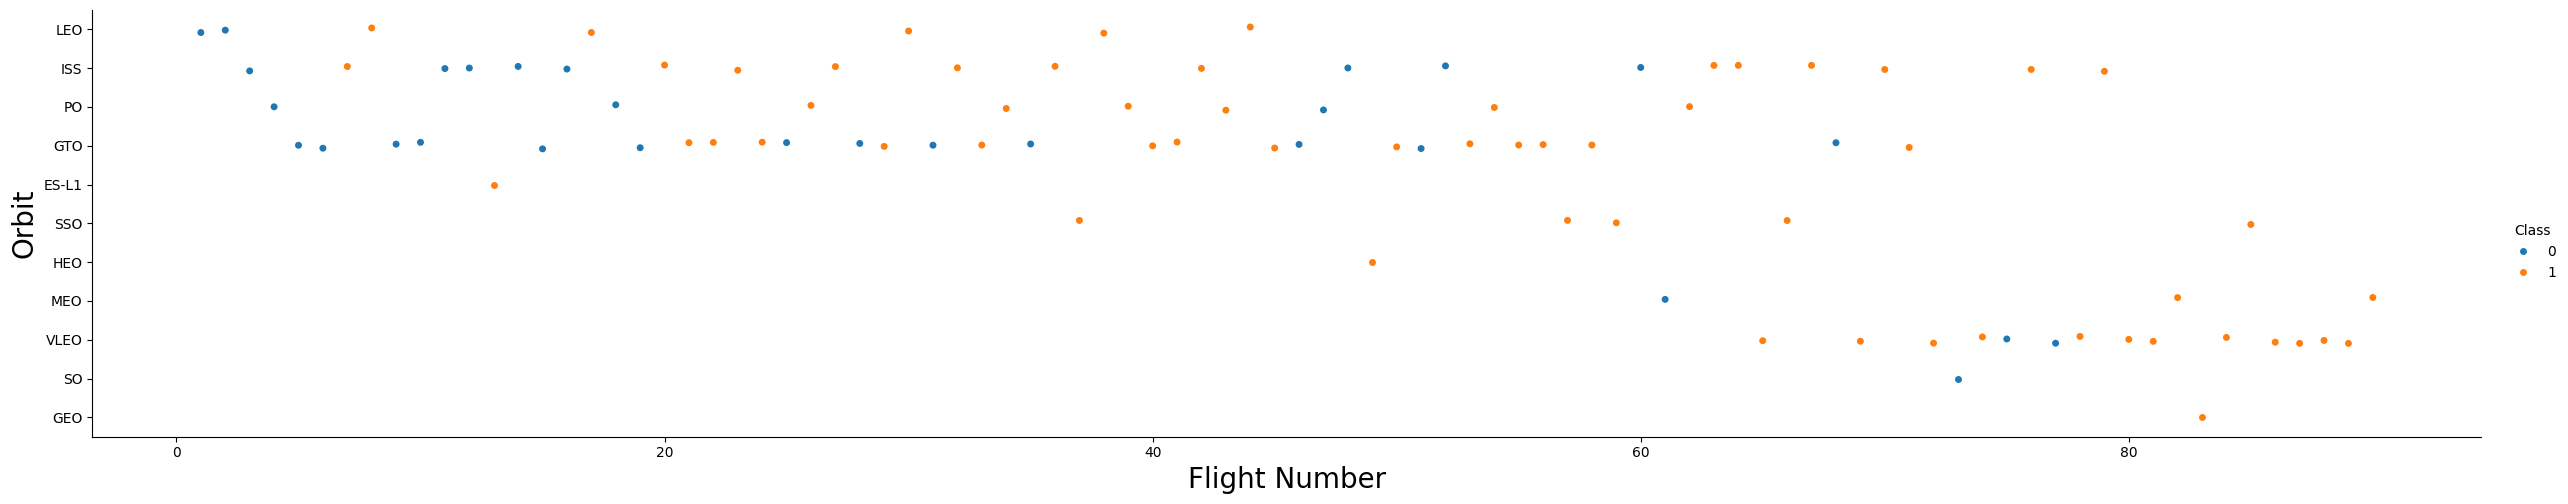 LEO
ISS
PO
GTO
ES-L1
SSO
HEO
MEO
VLEO
SO
GEO
Orbit
0
20
40
60
80
Flight Number
Class
0
1